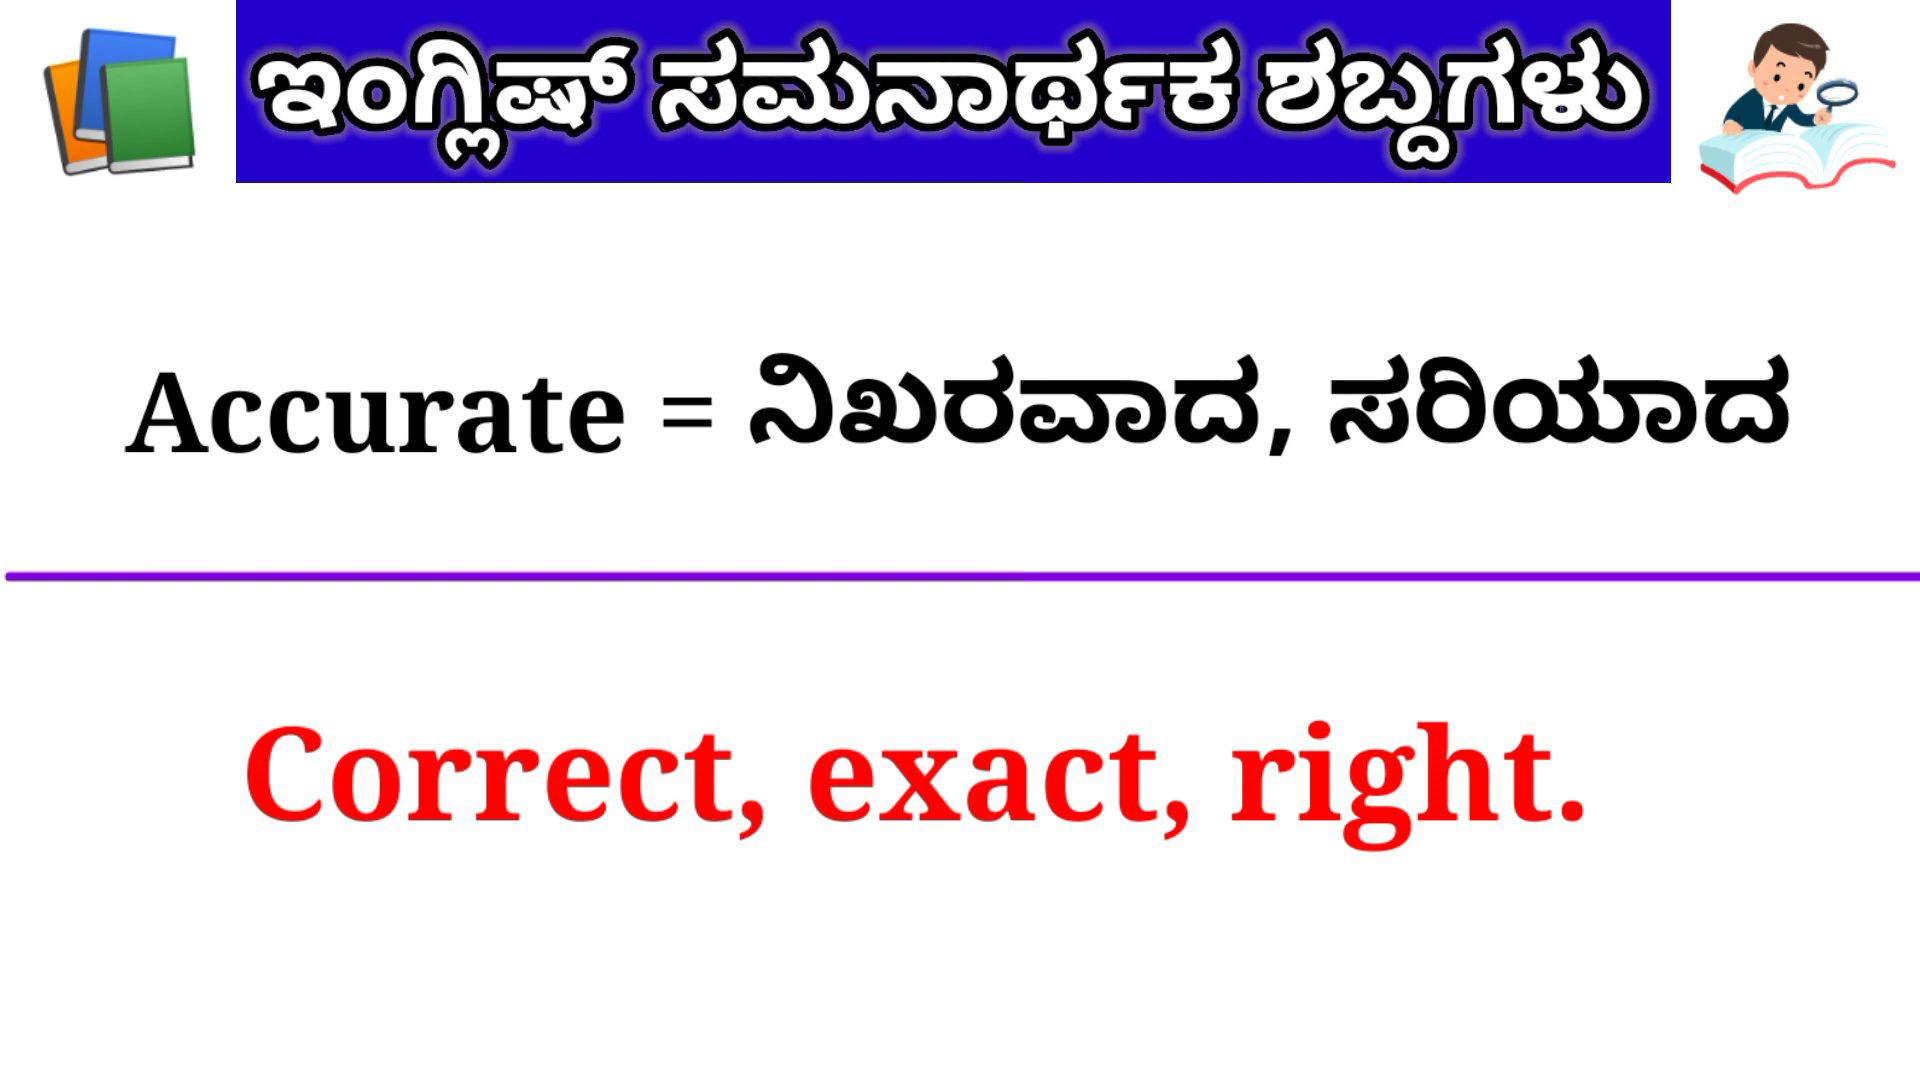 ಇಂಗ್ಲಿಷ್ ಸಮನಾರ್ಥಕ ಶಬ್ದಗಳು
Accurate = ನಿಖರವಾದ, ಸರಿಯಾದ
Correct, exact, right.